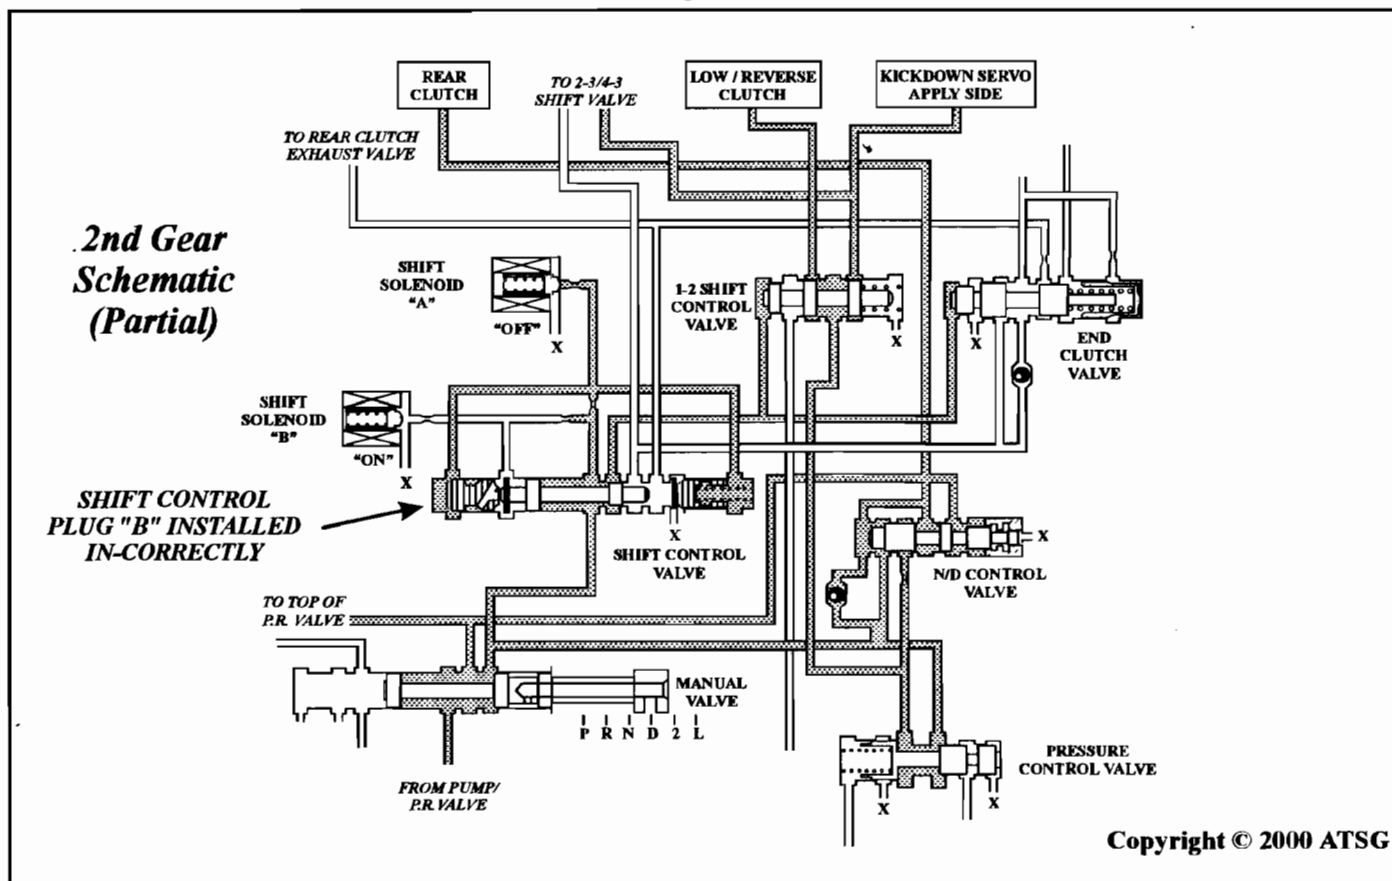 REAR
CLUTCH
TO 2-3/4-3
SHIFT VALVE
LOW / REVERSE
CLUTCH
KICKDOWN SERVO
APPLY SIDE
TO REAR CLUTCH
EXHAUST VALVE
2nd Gear
Schematic
(Partial)
SHIFT
SOLENOID
"A"
"OFF"
X
1-2 SHIFT
CONTROL
VALVE
X
X
END
CLUTCH
VALVE
SHIFT
SOLENOID
"B"
"ON"
X
SHIFT CONTROL
PLUG "B" INSTALLED
IN-CORRECTLY
X
SHIFT CONTROL
VALVE
X
N/D CONTROL
VALVE
TO TOP OF
P.R. VALVE
MANUAL
VALVE
P R N D 2 L
FROM PUMP/
P.R. VALVE
PRESSURE
CONTROL VALVE
X
X
Copyright © 2000 ATSG